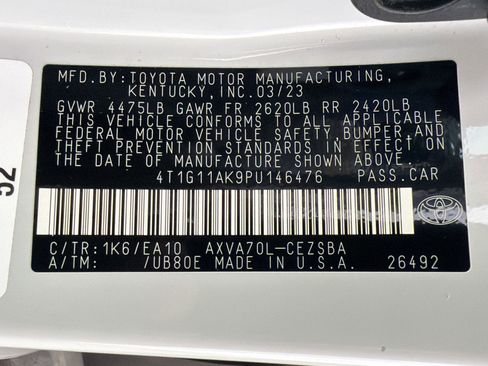 MFD.BY: TOYOTA MOTOR MANUFACTURING,
KENTUCKY, INC. 03/23
GVWR 4475LB GAWR FR 2620LB RR 2420LB
THIS VEHICLE CONFORMS TO ALL APPLICABLE
FEDERAL MOTOR VEHICLE SAFETY, BUMPER, AND
THEFT PREVENTION STANDARDS IN EFFECT ON
THE DATE OF MANUFACTURE SHOWN ABOVE.
4T1G11AK9PU146476 PASS.CAR
C/TR:1K6/EA10 AXVA70L-CEZSBA
A/TM: /UB80E MADE IN U.S.A. 26492
52